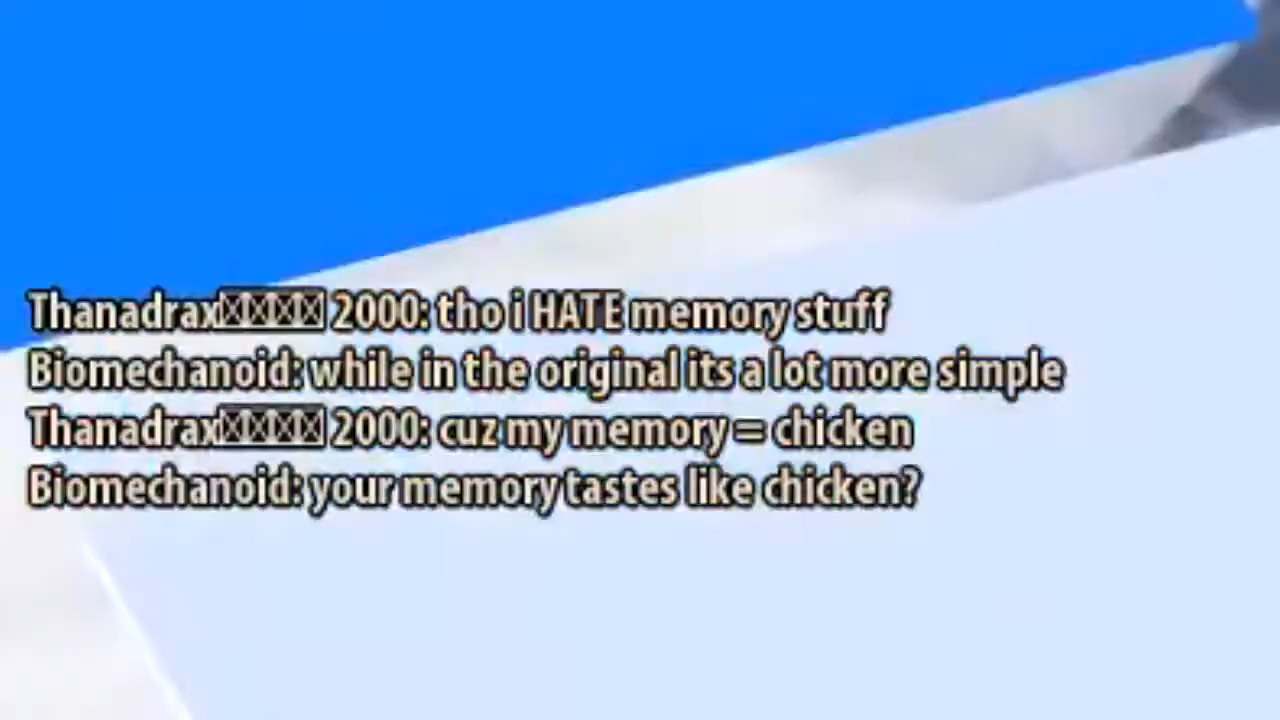 Thanadrax☒☒☒☒ 2000: tho i HATE memory stuff
Biomechanoid: while in the original its a lot more simple
Thanadrax☒☒☒☒ 2000: cuz my memory = chicken
Biomechanoid: your memory tastes like chicken?